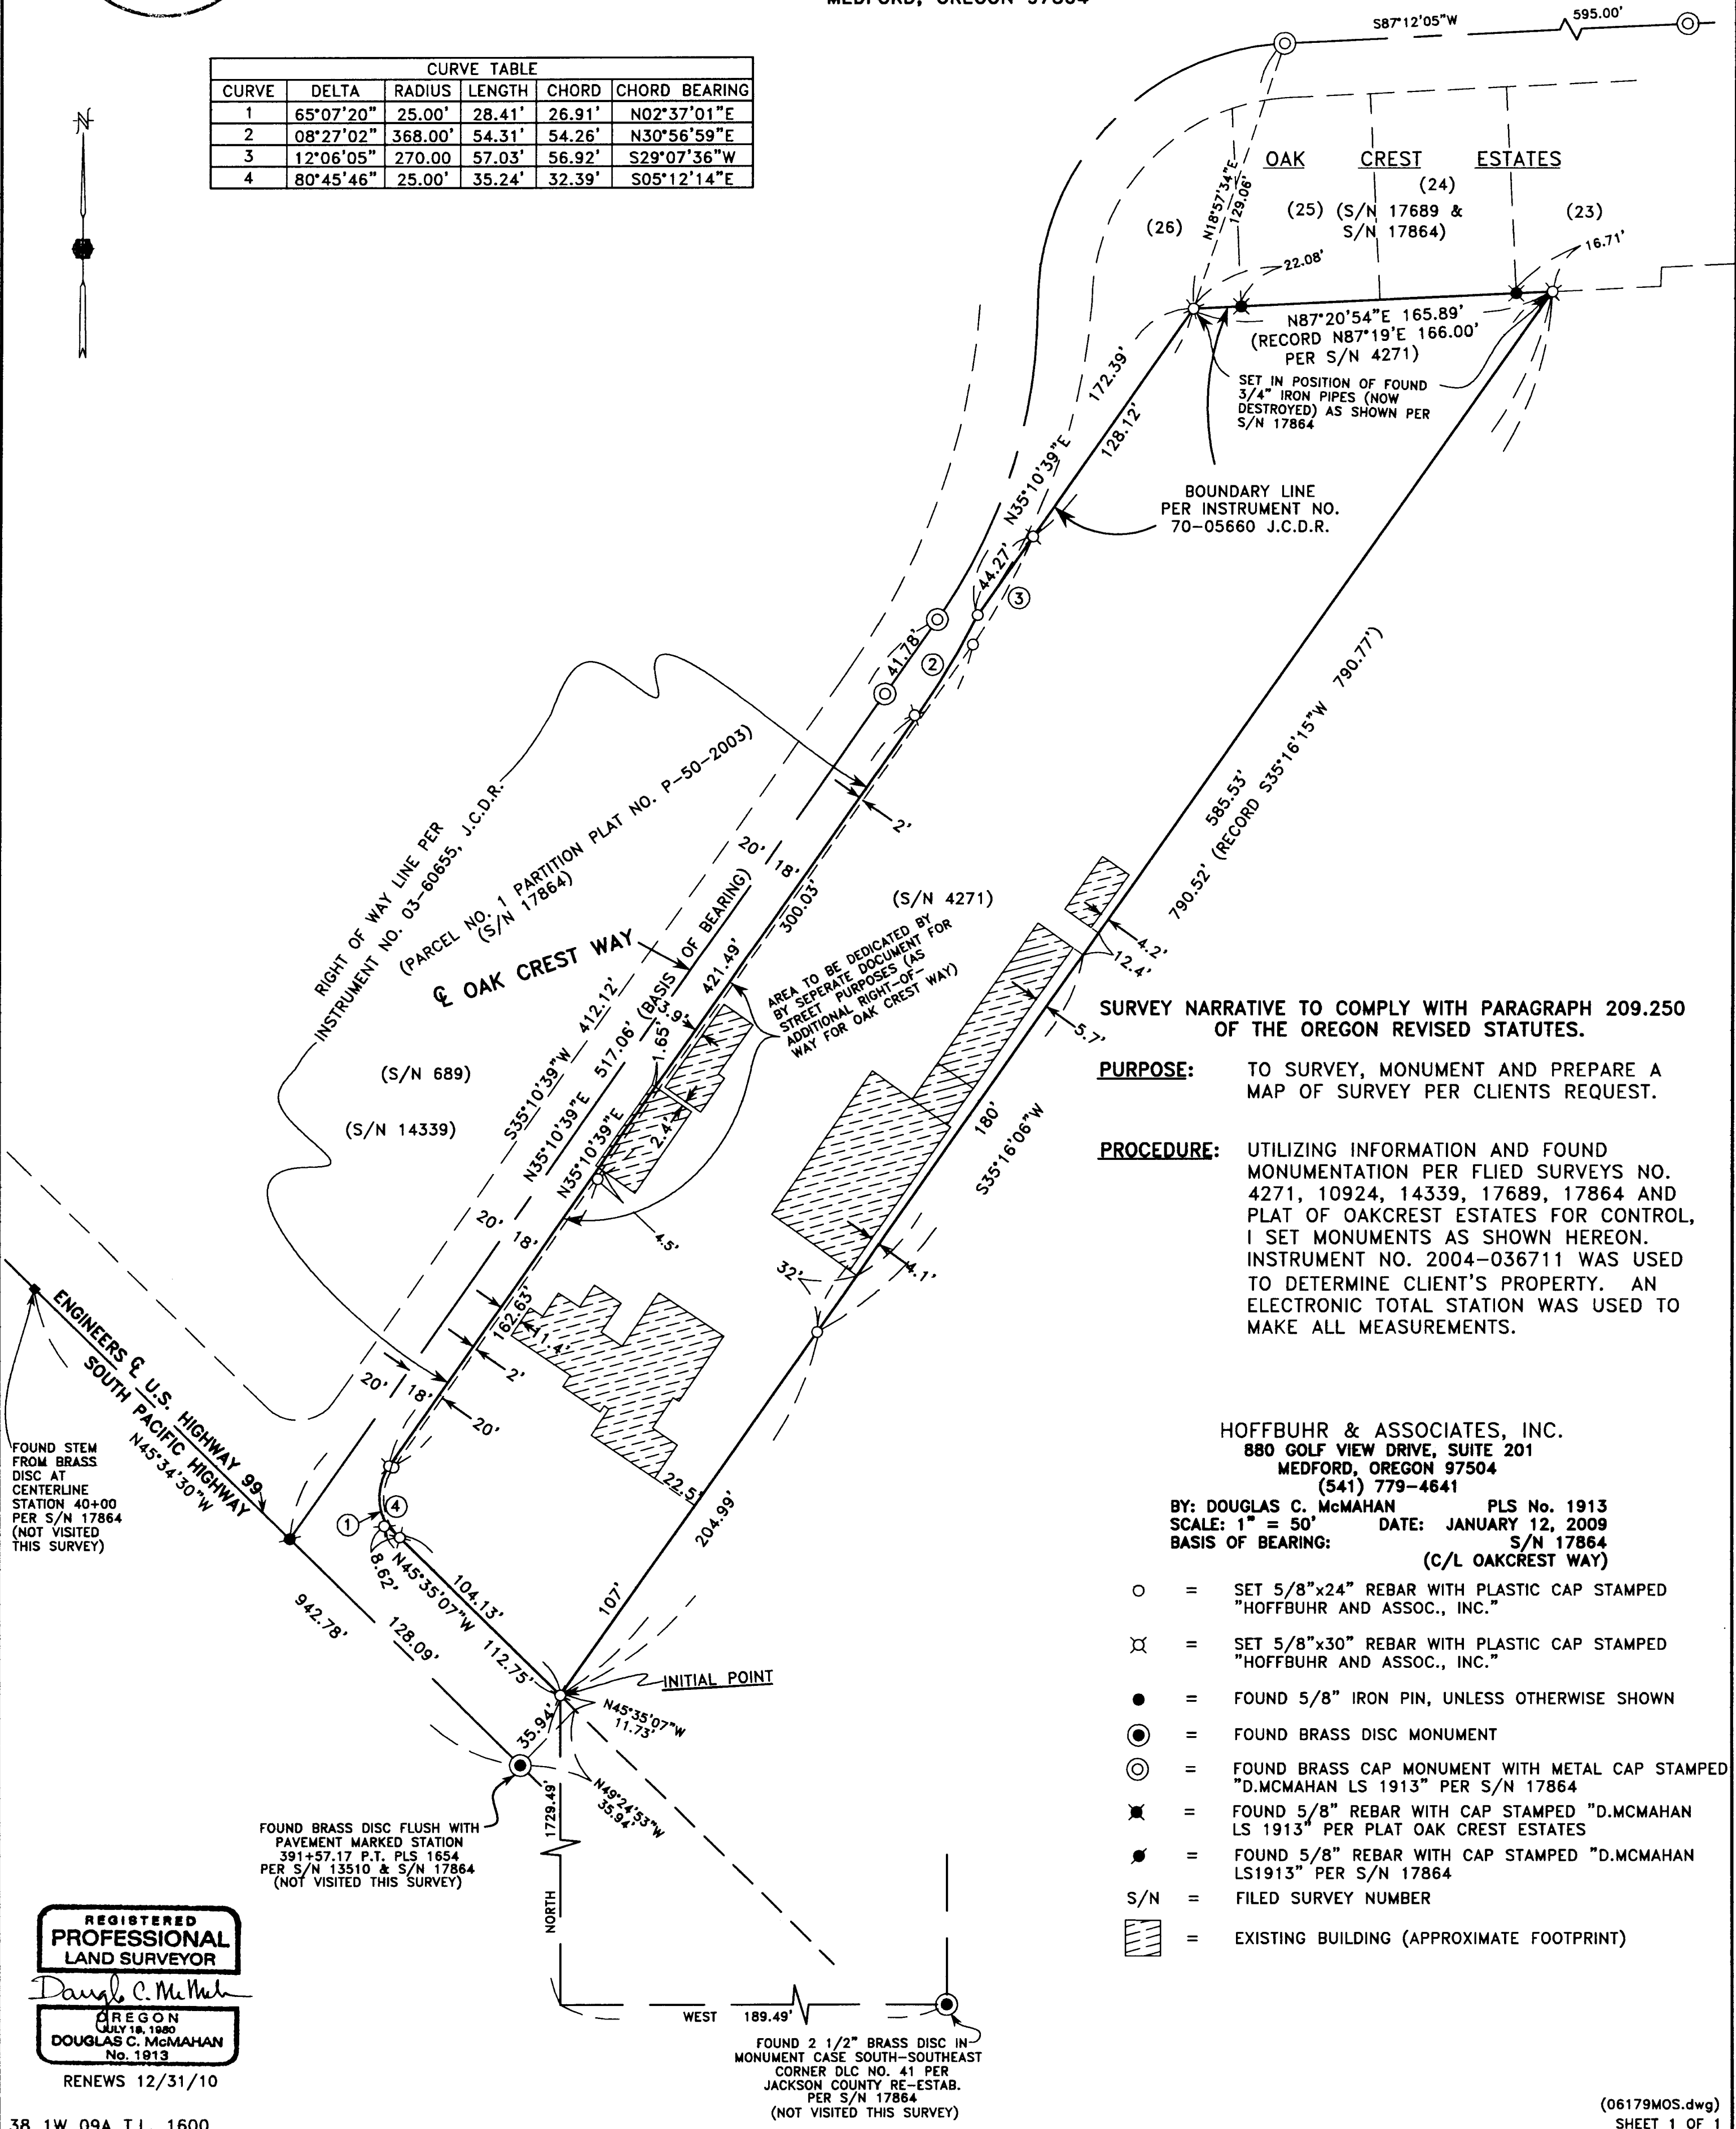 S87°12'05"W
595.00'
CURVE TABLE
CURVE DELTA RADIUS LENGTH CHORD CHORD BEARING
1 65°07'20" 25.00' 28.41' 26.91' N02°37'01"E
2 08°27'02" 368.00' 54.31' 54.26' N30°56'59"E
3 12°06'05" 270.00 57.03' 56.92' S29°07'36"W
4 80°45'46" 25.00' 35.24' 32.39' S05°12'14"E
N
OAK CREST ESTATES
(24)
(25) (S/N 17689 &
S/N 17864)
(23)
(26)
N18°57'34"E
129.06'
22.08'
16.71'
N87°20'54"E 165.89'
(RECORD N87°19'E 166.00'
PER S/N 4271)
SET IN POSITION OF FOUND
3/4" IRON PIPES (NOW
DESTROYED) AS SHOWN PER
S/N 17864
172.39'
128.12'
N35°10'39"E
BOUNDARY LINE
PER INSTRUMENT NO.
70-05660 J.C.D.R.
44.27'
3
2
41.78'
RIGHT OF WAY LINE PER
INSTRUMENT NO. 03-60655, J.C.D.R.
(PARCEL NO. 1 PARTITION PLAT NO. P-50-2003)
(S/N 17864)
℄ OAK CREST WAY
2'
20' 18'
300.03'
(S/N 4271)
AREA TO BE DEDICATED BY
BY SEPERATE DOCUMENT FOR
STREET PURPOSES (AS
ADDITIONAL RIGHT-OF-
WAY FOR OAK CREST WAY)
585.53'
790.52' (RECORD S35°16'15"W 790.77')
4.2'
12.4'
5.7'
180'
S35°16'06"W
4.1'
32'
S35°10'39"W 412.12'
N35°10'39"E 517.06' (BASIS OF BEARING)
N35°10'39"E
421.49'
3.9'
1.65'
2.4'
4.5'
(S/N 689)
(S/N 14339)
20'
18'
162.63'
11.4'
2'
20' 18'
20'
ENGINEERS ℄ U.S. HIGHWAY 99
SOUTH PACIFIC HIGHWAY
N45°34'30"W
FOUND STEM
FROM BRASS
DISC AT
CENTERLINE
STATION 40+00
PER S/N 17864
(NOT VISITED
THIS SURVEY)
1
4
8.62'
N45°35'07"W
104.13'
112.75'
942.78'
128.09'
22.5'
204.99'
107'
INITIAL POINT
35.94'
N45°35'07"W
11.73'
N49°24'53"W
35.94'
1729.49'
NORTH
FOUND BRASS DISC FLUSH WITH
PAVEMENT MARKED STATION
391+57.17 P.T. PLS 1654
PER S/N 13510 & S/N 17864
(NOT VISITED THIS SURVEY)
WEST 189.49'
FOUND 2 1/2" BRASS DISC IN
MONUMENT CASE SOUTH-SOUTHEAST
CORNER DLC NO. 41 PER
JACKSON COUNTY RE-ESTAB.
PER S/N 17864
(NOT VISITED THIS SURVEY)
SURVEY NARRATIVE TO COMPLY WITH PARAGRAPH 209.250
OF THE OREGON REVISED STATUTES.
PURPOSE: TO SURVEY, MONUMENT AND PREPARE A
MAP OF SURVEY PER CLIENTS REQUEST.
PROCEDURE: UTILIZING INFORMATION AND FOUND
MONUMENTATION PER FLIED SURVEYS NO.
4271, 10924, 14339, 17689, 17864 AND
PLAT OF OAKCREST ESTATES FOR CONTROL,
I SET MONUMENTS AS SHOWN HEREON.
INSTRUMENT NO. 2004-036711 WAS USED
TO DETERMINE CLIENT'S PROPERTY. AN
ELECTRONIC TOTAL STATION WAS USED TO
MAKE ALL MEASUREMENTS.
HOFFBUHR & ASSOCIATES, INC.
880 GOLF VIEW DRIVE, SUITE 201
MEDFORD, OREGON 97504
(541) 779-4641
BY: DOUGLAS C. McMAHAN PLS No. 1913
SCALE: 1" = 50' DATE: JANUARY 12, 2009
BASIS OF BEARING: S/N 17864
(C/L OAKCREST WAY)
= SET 5/8"x24" REBAR WITH PLASTIC CAP STAMPED
"HOFFBUHR AND ASSOC., INC."
= SET 5/8"x30" REBAR WITH PLASTIC CAP STAMPED
"HOFFBUHR AND ASSOC., INC."
= FOUND 5/8" IRON PIN, UNLESS OTHERWISE SHOWN
= FOUND BRASS DISC MONUMENT
= FOUND BRASS CAP MONUMENT WITH METAL CAP STAMPED
"D.MCMAHAN LS 1913" PER S/N 17864
= FOUND 5/8" REBAR WITH CAP STAMPED "D.MCMAHAN
LS 1913" PER PLAT OAK CREST ESTATES
= FOUND 5/8" REBAR WITH CAP STAMPED "D.MCMAHAN
LS1913" PER S/N 17864
S/N = FILED SURVEY NUMBER
= EXISTING BUILDING (APPROXIMATE FOOTPRINT)
REGISTERED
PROFESSIONAL
LAND SURVEYOR
OREGON
JULY 18, 1980
DOUGLAS C. McMAHAN
No. 1913
RENEWS 12/31/10
38 1W 09A T.L. 1600
(06179MOS.dwg)
SHEET 1 OF 1